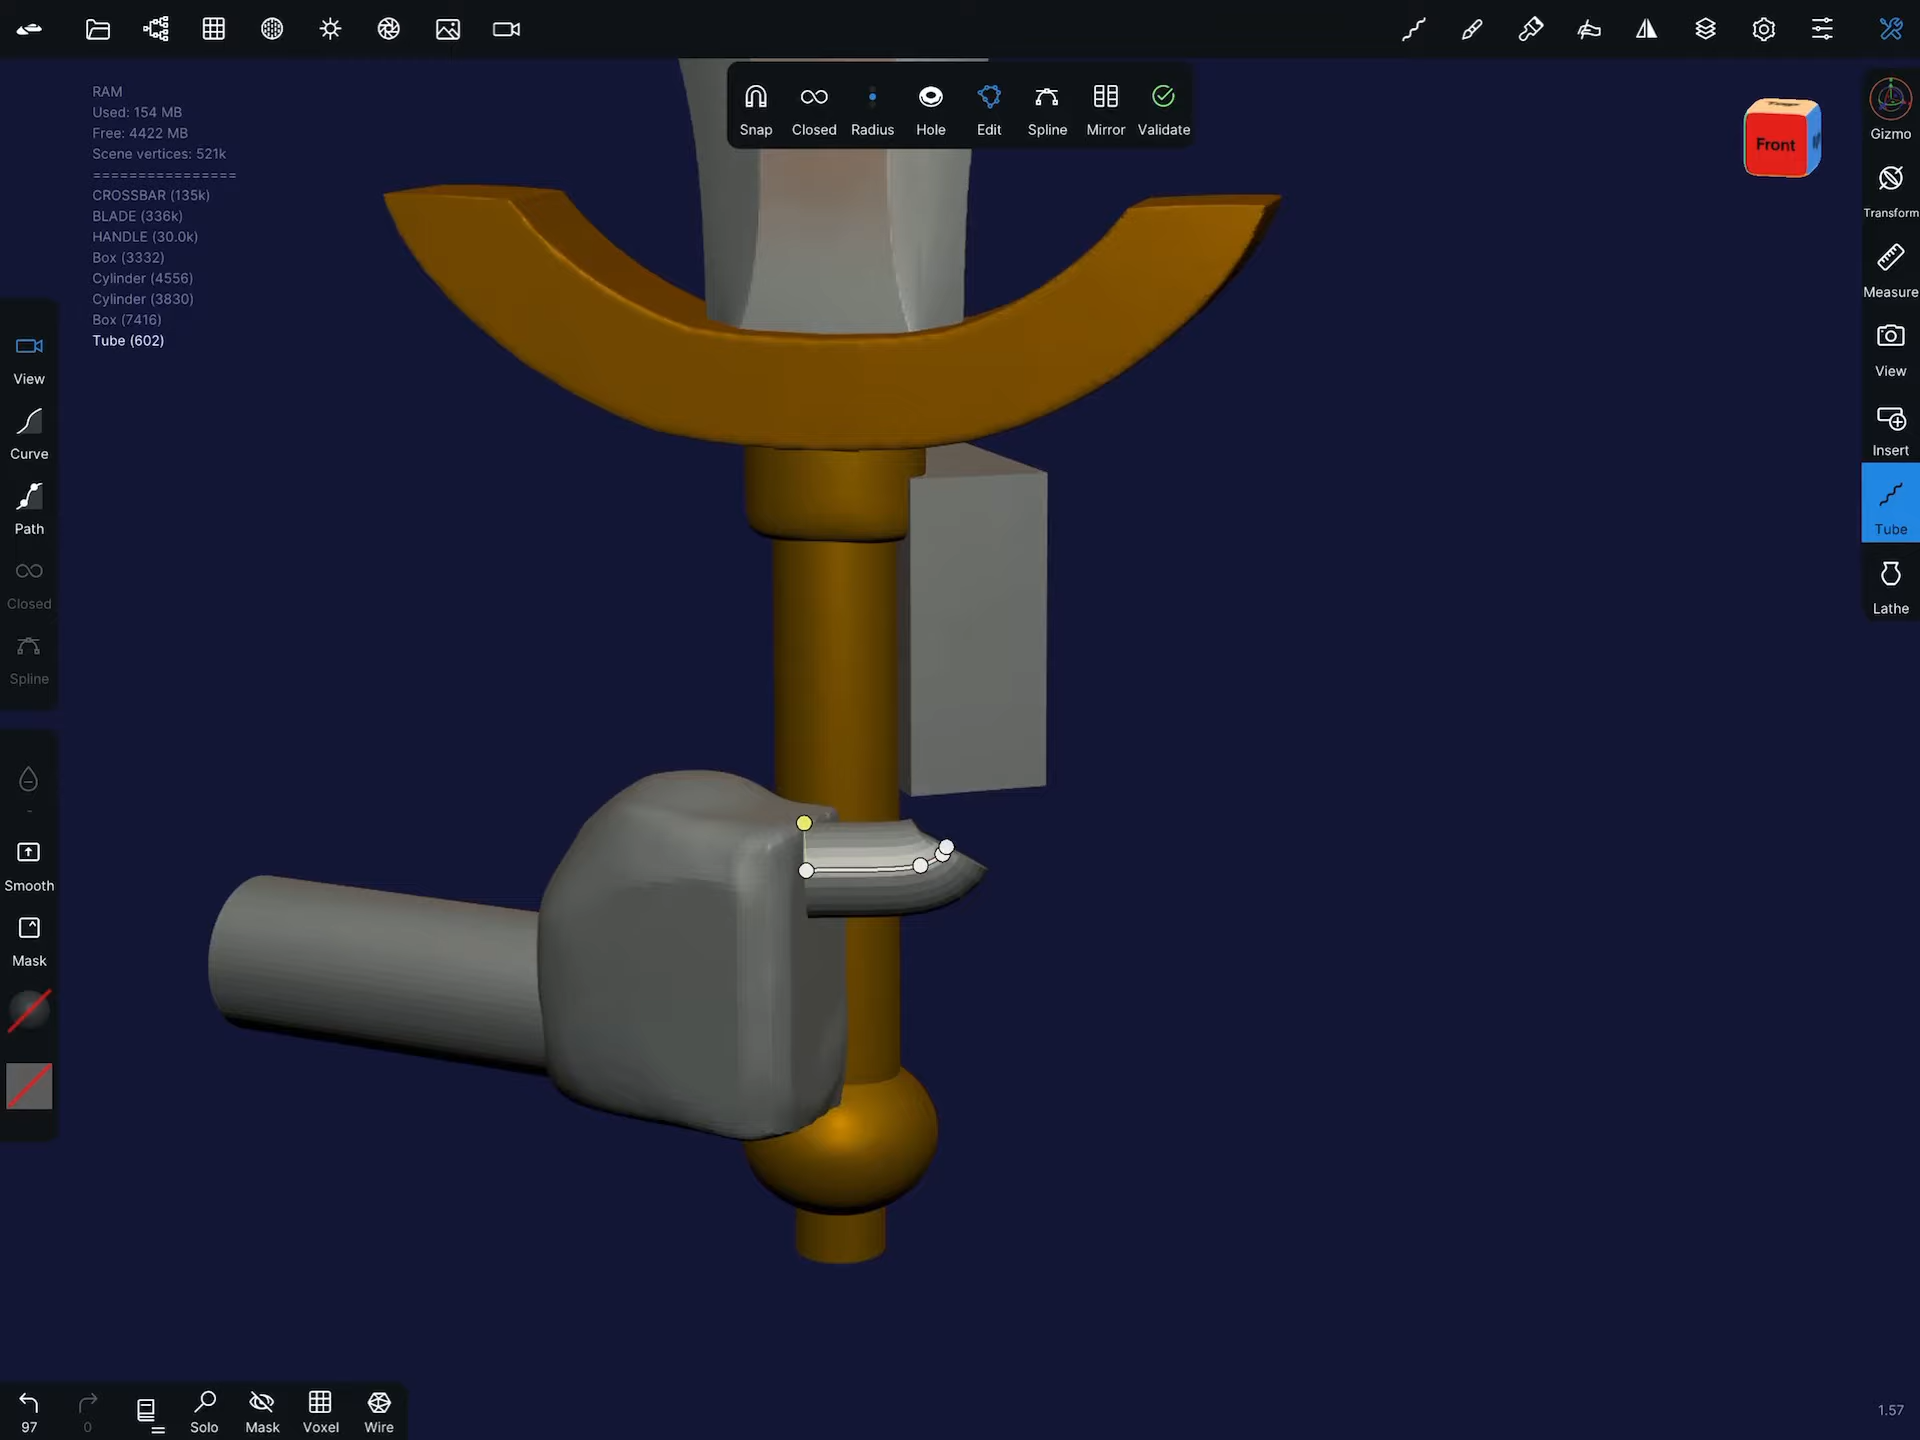 RAM
Used: 154 MB
Free: 4422 MB
Scene vertices: 521k
================
CROSSBAR (135k)
BLADE (336k)
HANDLE (30.0k)
Box (3332)
Cylinder (4556)
Cylinder (3830)
Box (7416)
Tube (602)
Snap
Closed
Radius
Hole
Edit
Spline
Mirror
Validate
Front
Gizmo
Transform
Measure
View
Insert
Tube
Lathe
View
Curve
Path
Closed
Spline
-
Smooth
Mask
97
0
Solo
Mask
Voxel
Wire
1.57